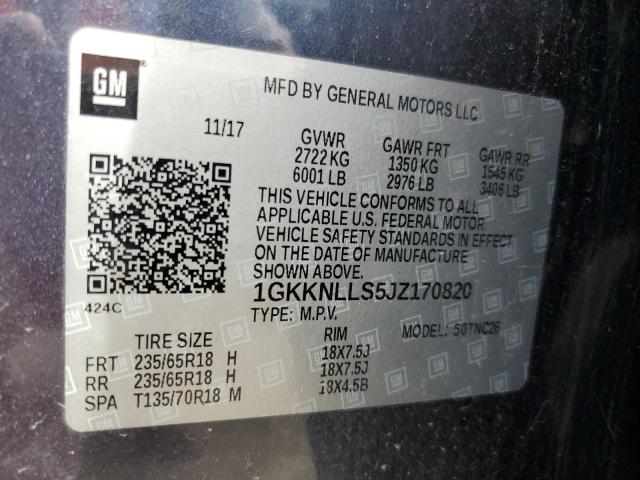 GM
MFD BY GENERAL MOTORS LLC
11/17 GVWR GAWR FRT GAWR RR
2722 KG 1350 KG 1545 KG
6001 LB 2976 LB 3406 LB
THIS VEHICLE CONFORMS TO ALL
APPLICABLE U.S. FEDERAL MOTOR
VEHICLE SAFETY STANDARDS IN EFFECT
ON THE DATE OF MANUFACTURE
SHOWN ABOVE.
424C 1GKKNLLS5JZ170820
TYPE: M.P.V. MODEL: 50TNC26
TIRE SIZE RIM
FRT 235/65R18 H 18X7.5J
RR 235/65R18 H 18X7.5J
SPA T135/70R18 M 18X4.5B